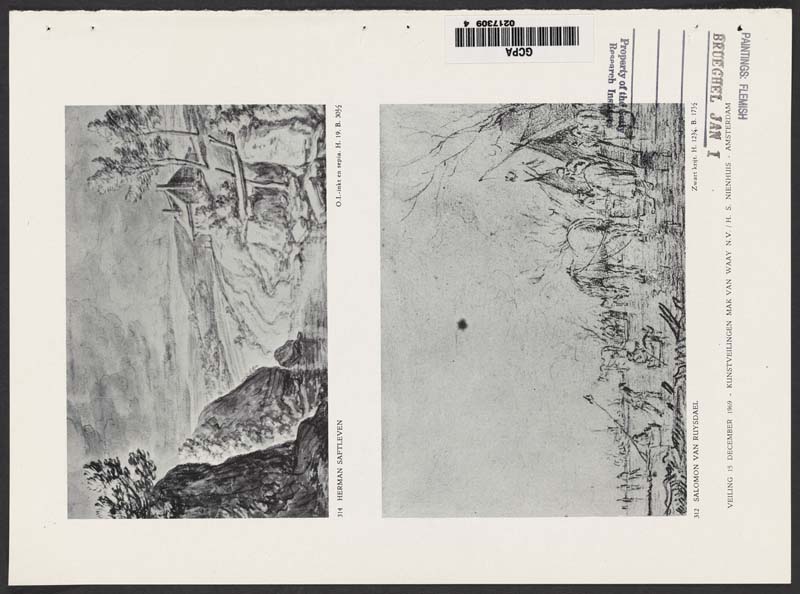 GCPA
0217309 4
PAINTINGS: FLEMISH
BRUEGHEL JAN I
Property of the
Research
314 HERMAN SAFTLEVEN
O.I.-inkt en sepia. H. 19. B. 30½
312 SALOMON VAN RUYSDAEL
Zwart krijt. H. 12¾. B. 17½
VEILING 15 DECEMBER 1969 - KUNSTVEILINGEN MAK VAN WAAY N.V. / H. S. NIENHUIS - AMSTERDAM